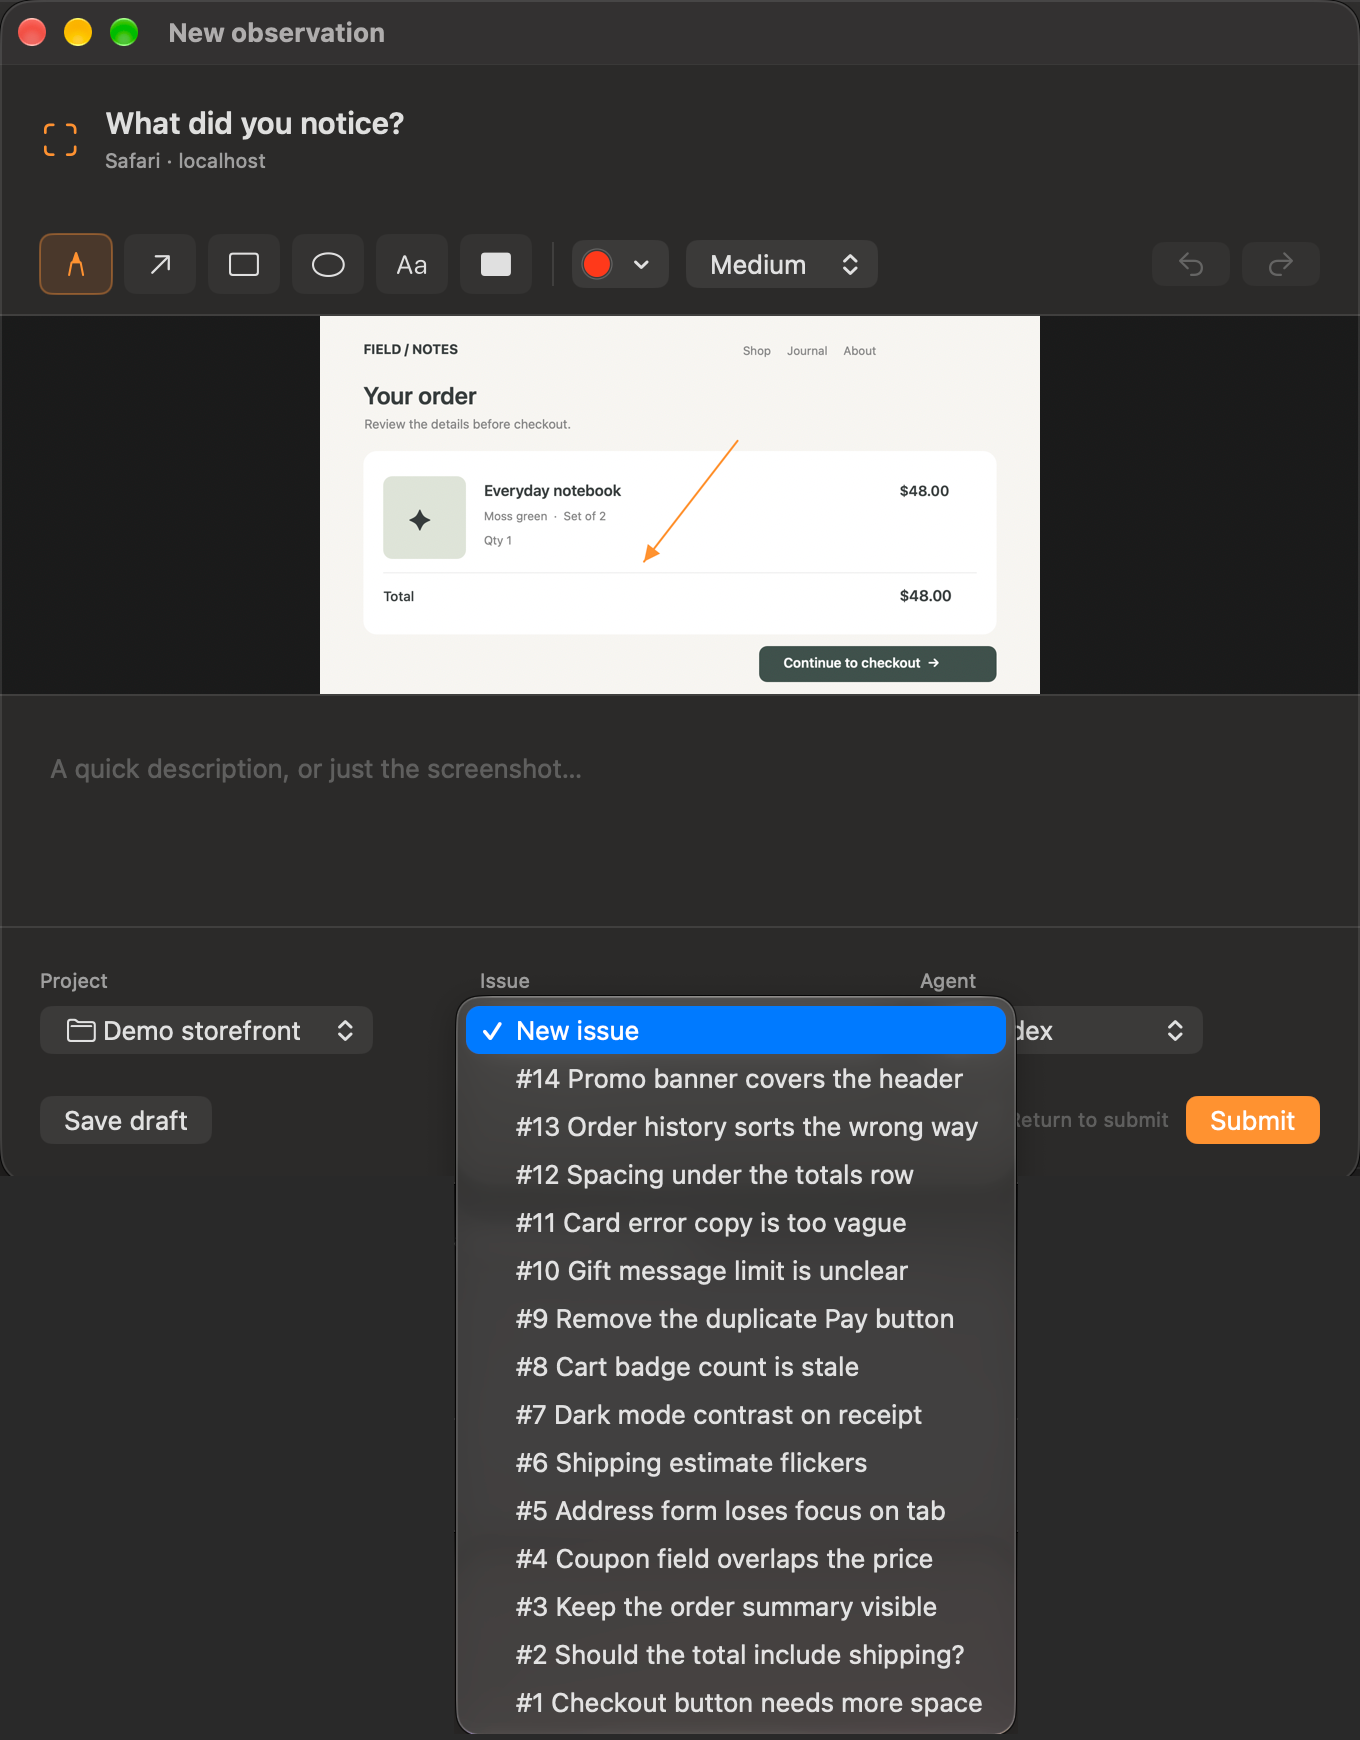 New observation
What did you notice?
Safari · localhost
Aa
Medium
FIELD / NOTES
Shop Journal About
Your order
Review the details before checkout.
Everyday notebook $48.00
Moss green · Set of 2
Qty 1
Total $48.00
Continue to checkout →
A quick description, or just the screenshot...
Project Issue Agent
Demo storefront
✓ New issue
#14 Promo banner covers the header
#13 Order history sorts the wrong way
#12 Spacing under the totals row
#11 Card error copy is too vague
#10 Gift message limit is unclear
#9 Remove the duplicate Pay button
#8 Cart badge count is stale
#7 Dark mode contrast on receipt
#6 Shipping estimate flickers
#5 Address form loses focus on tab
#4 Coupon field overlaps the price
#3 Keep the order summary visible
#2 Should the total include shipping?
#1 Checkout button needs more space
dex
Save draft
Return to submit
Submit